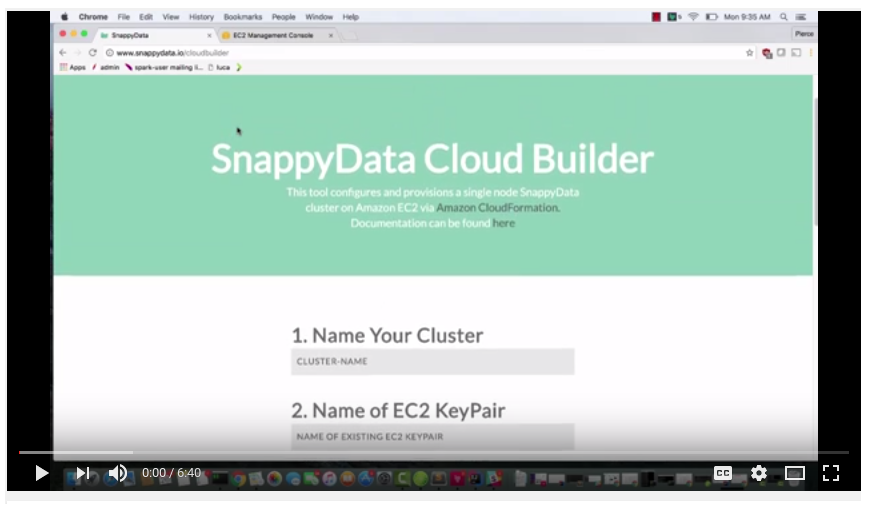 Chrome File Edit View History Bookmarks People Window Help
Mon 9:35 AM
SnappyData
EC2 Management Console
Pierce
www.snappydata.io/cloudbuilder
Apps
admin
spark-user mailing li...
luca
SnappyData Cloud Builder
This tool configures and provisions a single node SnappyData
cluster on Amazon EC2 via Amazon CloudFormation.
Documentation can be found here
1. Name Your Cluster
CLUSTER-NAME
2. Name of EC2 KeyPair
NAME OF EXISTING EC2 KEYPAIR
0:00 / 6:40
CC